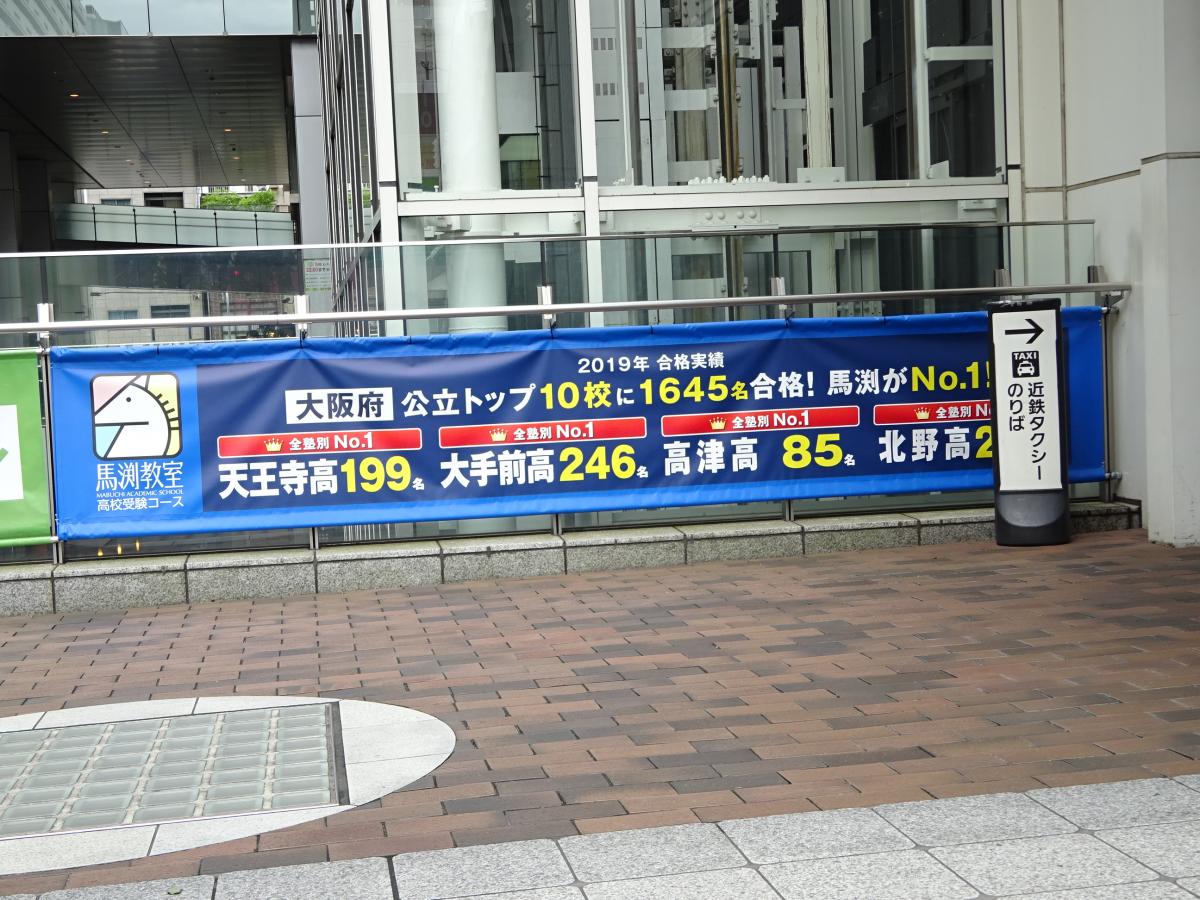 2019年 合格実績
大阪府 公立トップ10校に1645名合格! 馬渕がNo.1!
全塾別 No.1
天王寺高199名
全塾別 No.1
大手前高246名
全塾別 No.1
高津高 85名
全塾別 No
北野高2
馬渕教室
MABUCHI ACADEMIC SCHOOL
高校受験コース
TAXI
近鉄タクシー
のりば